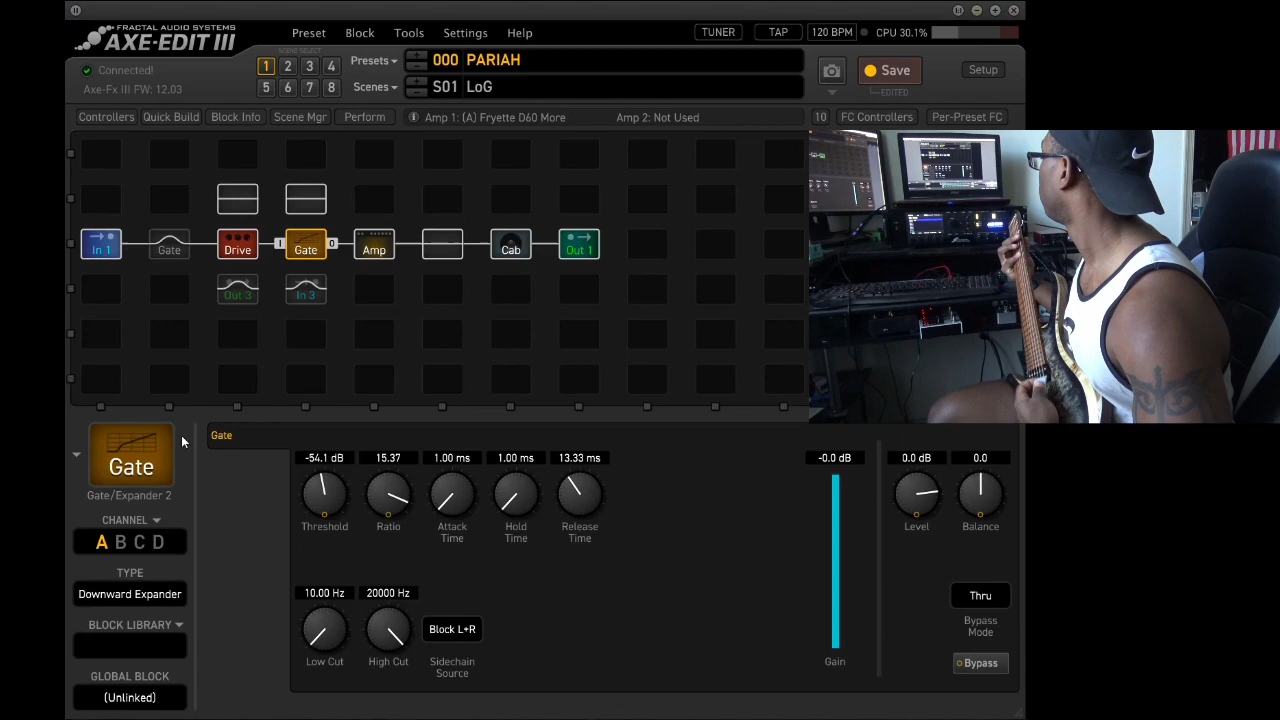 FRACTAL AUDIO SYSTEMS
AXE-EDIT III
Preset Block Tools Settings Help
TUNER TAP 120 BPM CPU 30.1%
Connected!
Axe-Fx III FW: 12.03
SCENE SELECT
1 2 3 4
5 6 7 8
Presets 000 PARIAH
Scenes S01 LoG
Save
EDITED
Setup
Controllers Quick Build Block Info Scene Mgr Perform
Amp 1: (A) Fryette D60 More Amp 2: Not Used
10 FC Controllers Per-Preset FC
In 1 Gate Drive I Gate O Amp Cab Out 1
Out 3 In 3
Gate
Gate/Expander 2
CHANNEL
A B C D
TYPE
Downward Expander
BLOCK LIBRARY
GLOBAL BLOCK
(Unlinked)
Gate
-54.1 dB 15.37 1.00 ms 1.00 ms 13.33 ms
Threshold Ratio Attack Time Hold Time Release Time
10.00 Hz 20000 Hz
Block L+R
Low Cut High Cut Sidechain Source
-0.0 dB
Gain
0.0 dB 0.0
Level Balance
Thru
Bypass Mode
Bypass